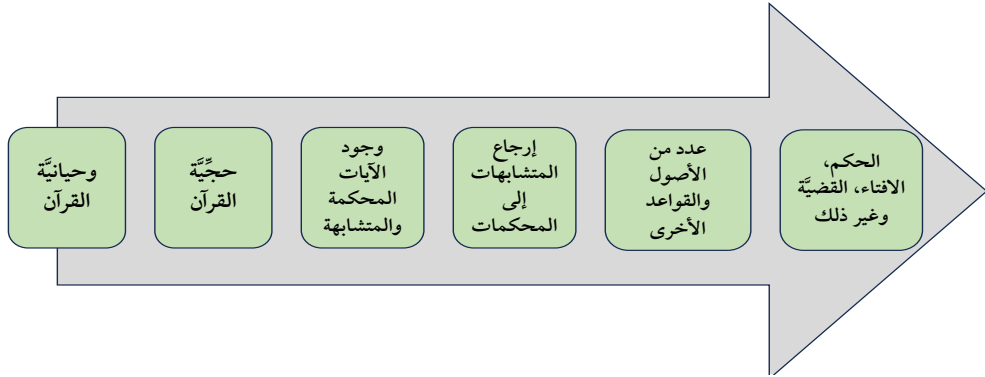 وحيانيَّة
القرآن
حجِّيَّة
القرآن
وجود
الآيات
المحكمة
والمتشابهة
إرجاع
المتشابهات
إلى
المحكمات
عدد من
الأصول
والقواعد
الأخرى
الحكم،
الافتاء، القضيَّة
وغير ذلك